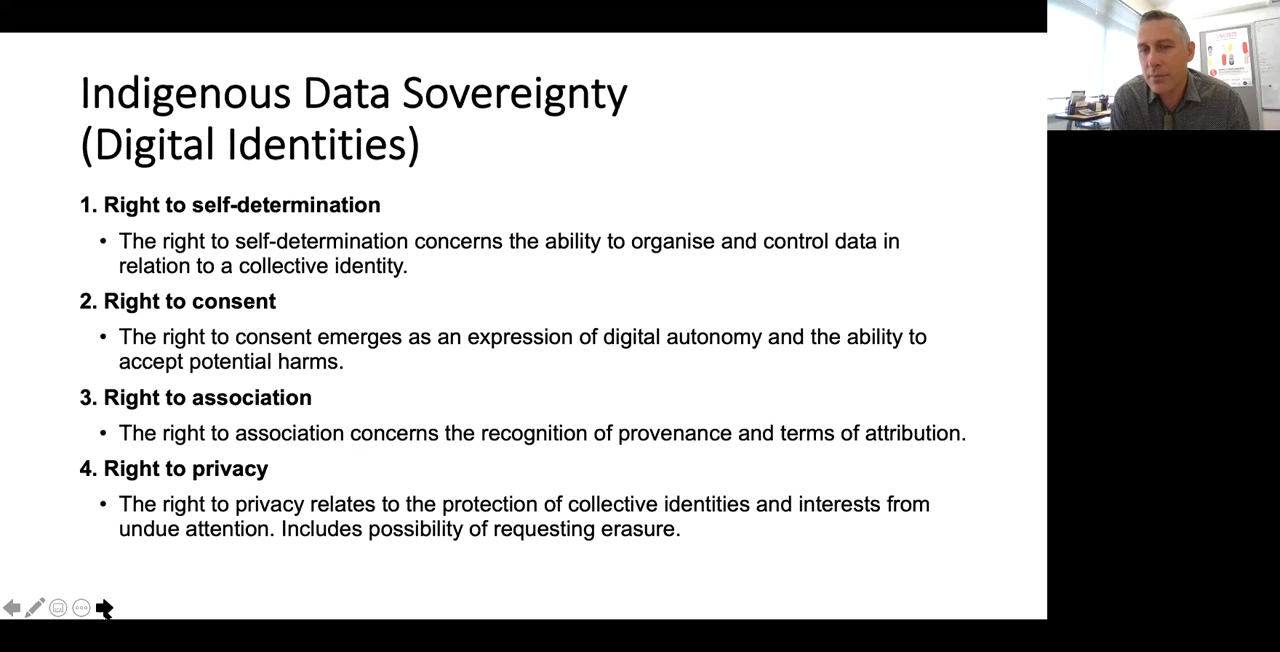 Indigenous Data Sovereignty
(Digital Identities)
1. Right to self-determination
• The right to self-determination concerns the ability to organise and control data in
relation to a collective identity.
2. Right to consent
• The right to consent emerges as an expression of digital autonomy and the ability to
accept potential harms.
3. Right to association
• The right to association concerns the recognition of provenance and terms of attribution.
4. Right to privacy
• The right to privacy relates to the protection of collective identities and interests from
undue attention. Includes possibility of requesting erasure.